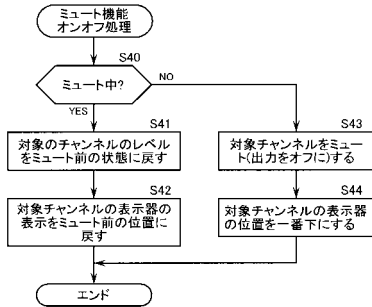 ミュート機能
オンオフ処理
S40
ミュート中?
NO
YES
S41
対象のチャンネルのレベル
をミュート前の状態に戻す
S43
対象チャンネルをミュー
ト(出力をオフに)する
S42
対象チャンネルの表示器の
表示をミュート前の位置に
戻す
S44
対象チャンネルの表示器
の位置を一番下にする
エンド